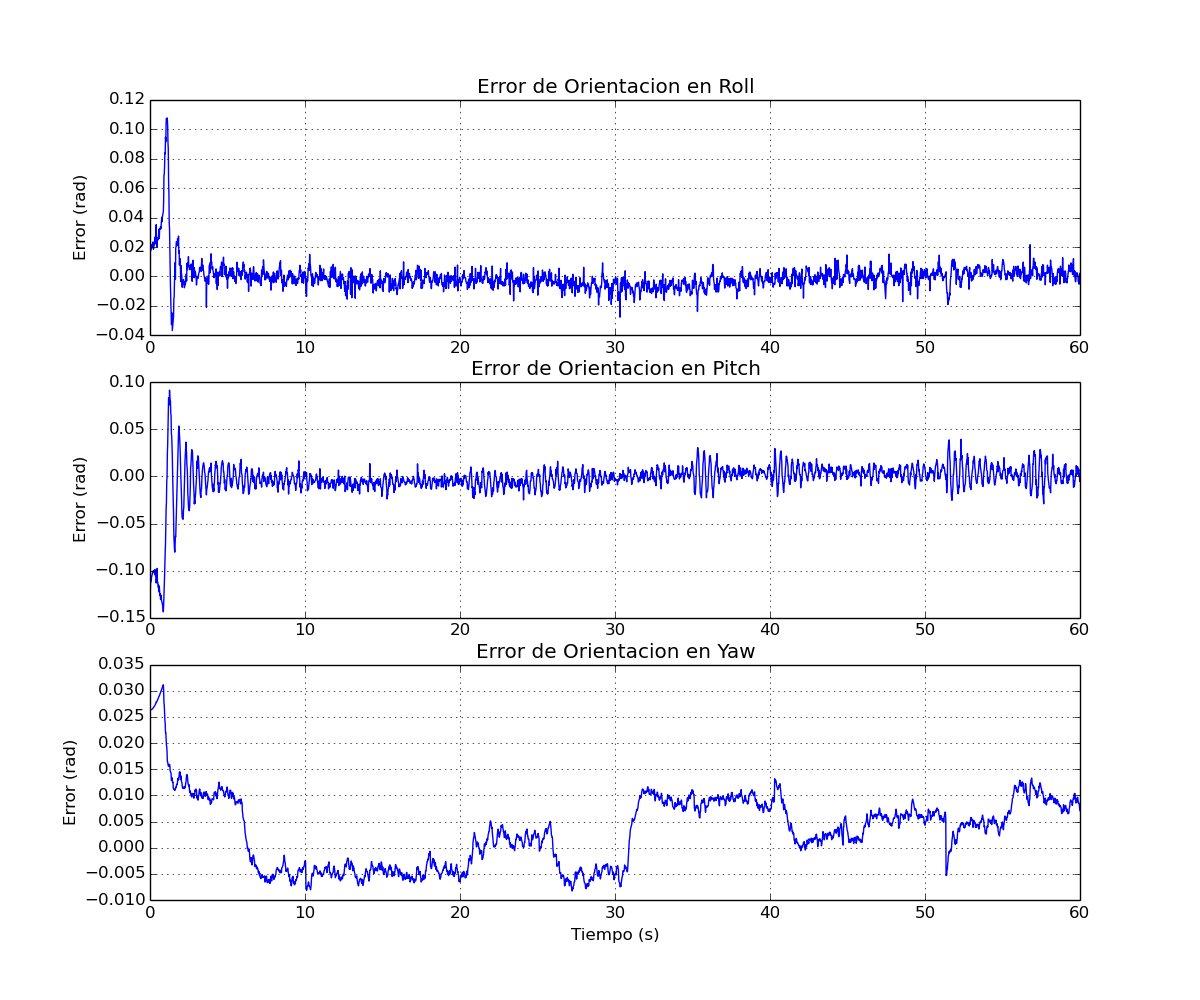 Error de Orientacion en Roll
0.12
0.10
0.08
0.06
0.04
0.02
0.00
−0.02
−0.04
Error (rad)
0 10 20 30 40 50 60
Error de Orientacion en Pitch
0.10
0.05
0.00
−0.05
−0.10
−0.15
Error (rad)
0 10 20 30 40 50 60
Error de Orientacion en Yaw
0.035
0.030
0.025
0.020
0.015
0.010
0.005
0.000
−0.005
−0.010
Error (rad)
0 10 20 30 40 50 60
Tiempo (s)